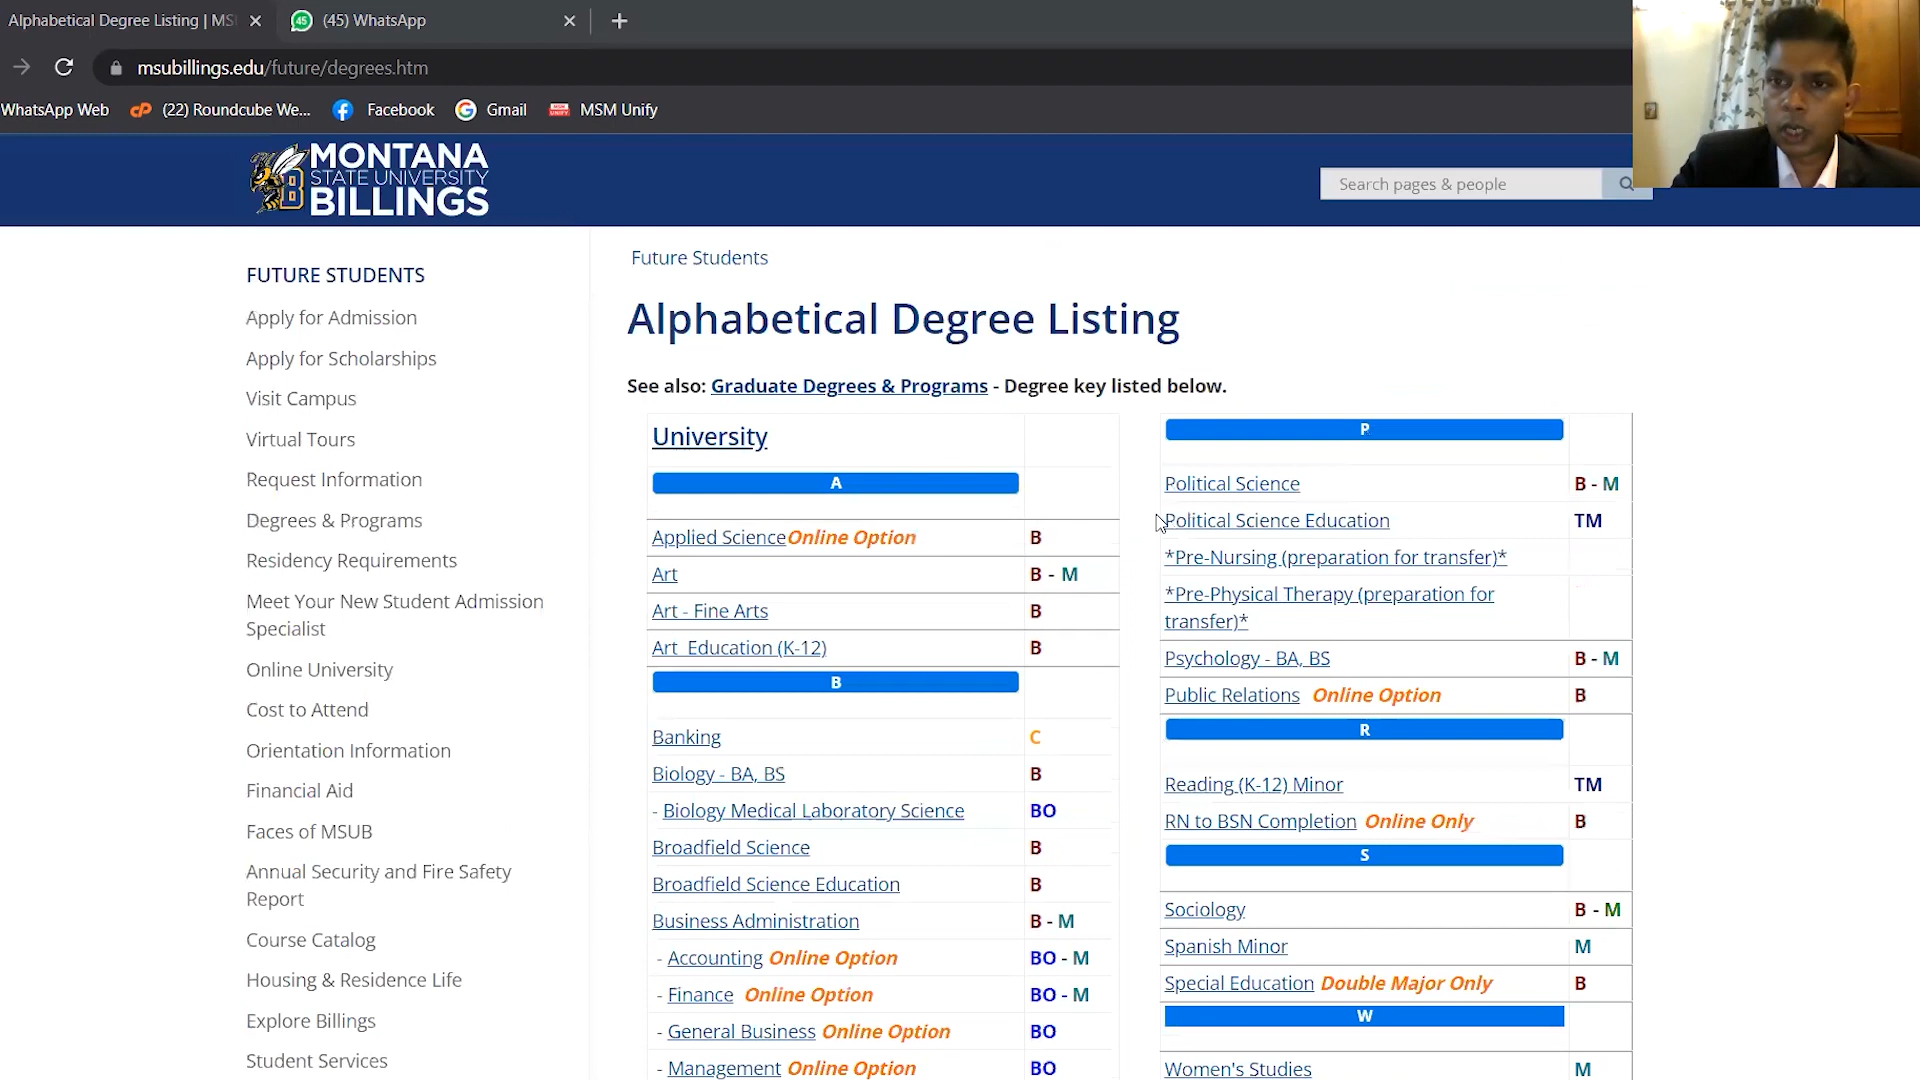 Alphabetical Degree Listing | MS
(45) WhatsApp
msubillings.edu/future/degrees.htm
WhatsApp Web
(22) Roundcube We...
Facebook
Gmail
MSM Unify
MONTANA
STATE UNIVERSITY
BILLINGS
Search pages & people
FUTURE STUDENTS
Apply for Admission
Apply for Scholarships
Visit Campus
Virtual Tours
Request Information
Degrees & Programs
Residency Requirements
Meet Your New Student Admission
Specialist
Online University
Cost to Attend
Orientation Information
Financial Aid
Faces of MSUB
Annual Security and Fire Safety
Report
Course Catalog
Housing & Residence Life
Explore Billings
Student Services
Future Students
Alphabetical Degree Listing
See also: Graduate Degrees & Programs - Degree key listed below.
University
A
Applied Science Online Option B
Art B - M
Art - Fine Arts B
Art Education (K-12) B
B
Banking C
Biology - BA, BS B
- Biology Medical Laboratory Science BO
Broadfield Science B
Broadfield Science Education B
Business Administration B - M
- Accounting Online Option BO - M
- Finance Online Option BO - M
- General Business Online Option BO
- Management Online Option BO
P
Political Science B - M
Political Science Education TM
*Pre-Nursing (preparation for transfer)*
*Pre-Physical Therapy (preparation for
transfer)*
Psychology - BA, BS B - M
Public Relations Online Option B
R
Reading (K-12) Minor TM
RN to BSN Completion Online Only B
S
Sociology B - M
Spanish Minor M
Special Education Double Major Only B
W
Women's Studies M